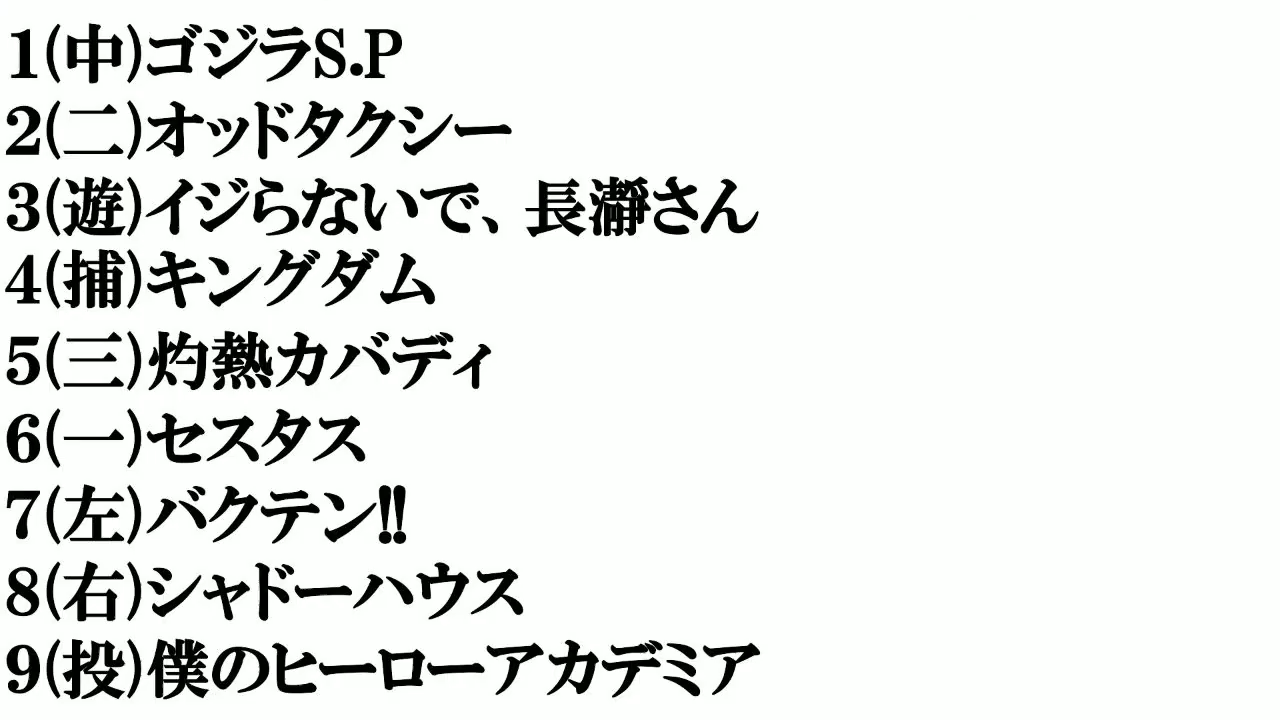 1(中)ゴジラS.P
2(二)オッドタクシー
3(遊)イジらないで、長瀞さん
4(捕)キングダム
5(三)灼熱カバディ
6(一)セスタス
7(左)バクテン!!
8(右)シャドーハウス
9(投)僕のヒーローアカデミア